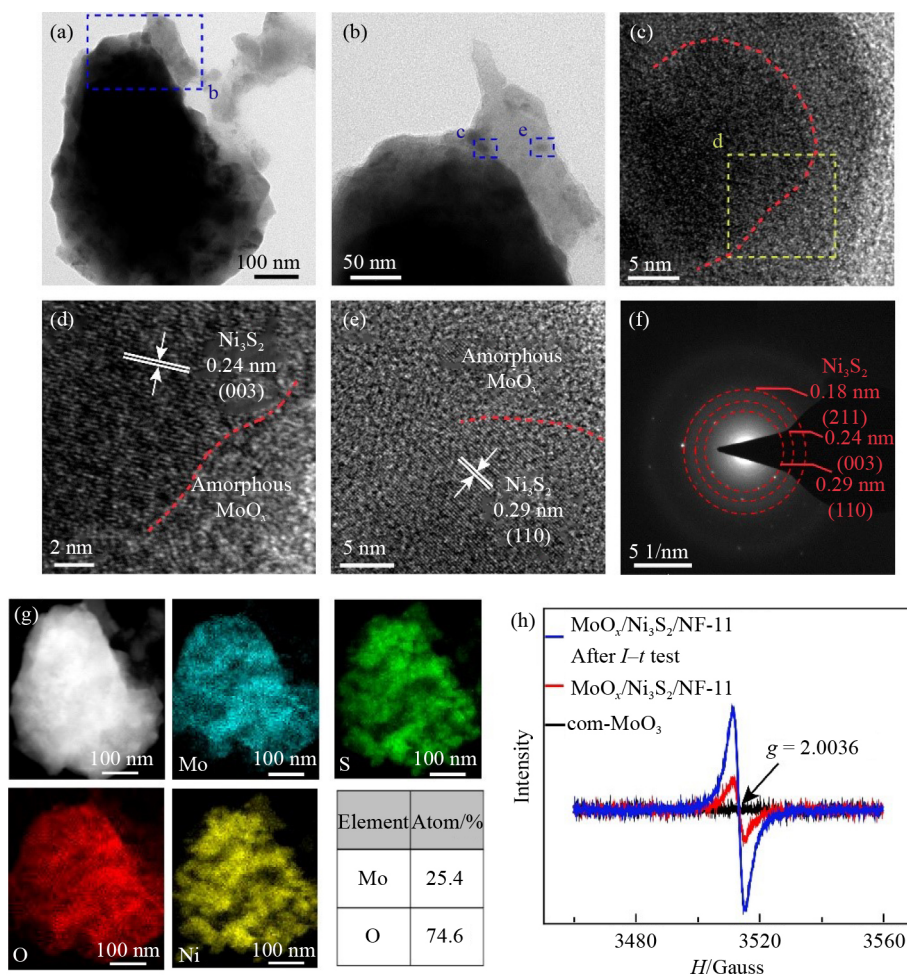 (a)
b
100 nm
(b)
c
e
50 nm
(c)
d
5 nm
(d)
Ni₃S₂
0.24 nm
(003)
Amorphous
MoOₓ
2 nm
(e)
Amorphous
MoOₓ
Ni₃S₂
0.29 nm
(110)
5 nm
(f)
Ni₃S₂
0.18 nm
(211)
0.24 nm
(003)
0.29 nm
(110)
5 1/nm
(g)
100 nm
Mo
100 nm
S
100 nm
O
100 nm
Ni
100 nm
Element Atom/%
Mo 25.4
O 74.6
(h)
MoOₓ/Ni₃S₂/NF-11
After I–t test
MoOₓ/Ni₃S₂/NF-11
com-MoO₃
g = 2.0036
Intensity
3480 3520 3560
H/Gauss